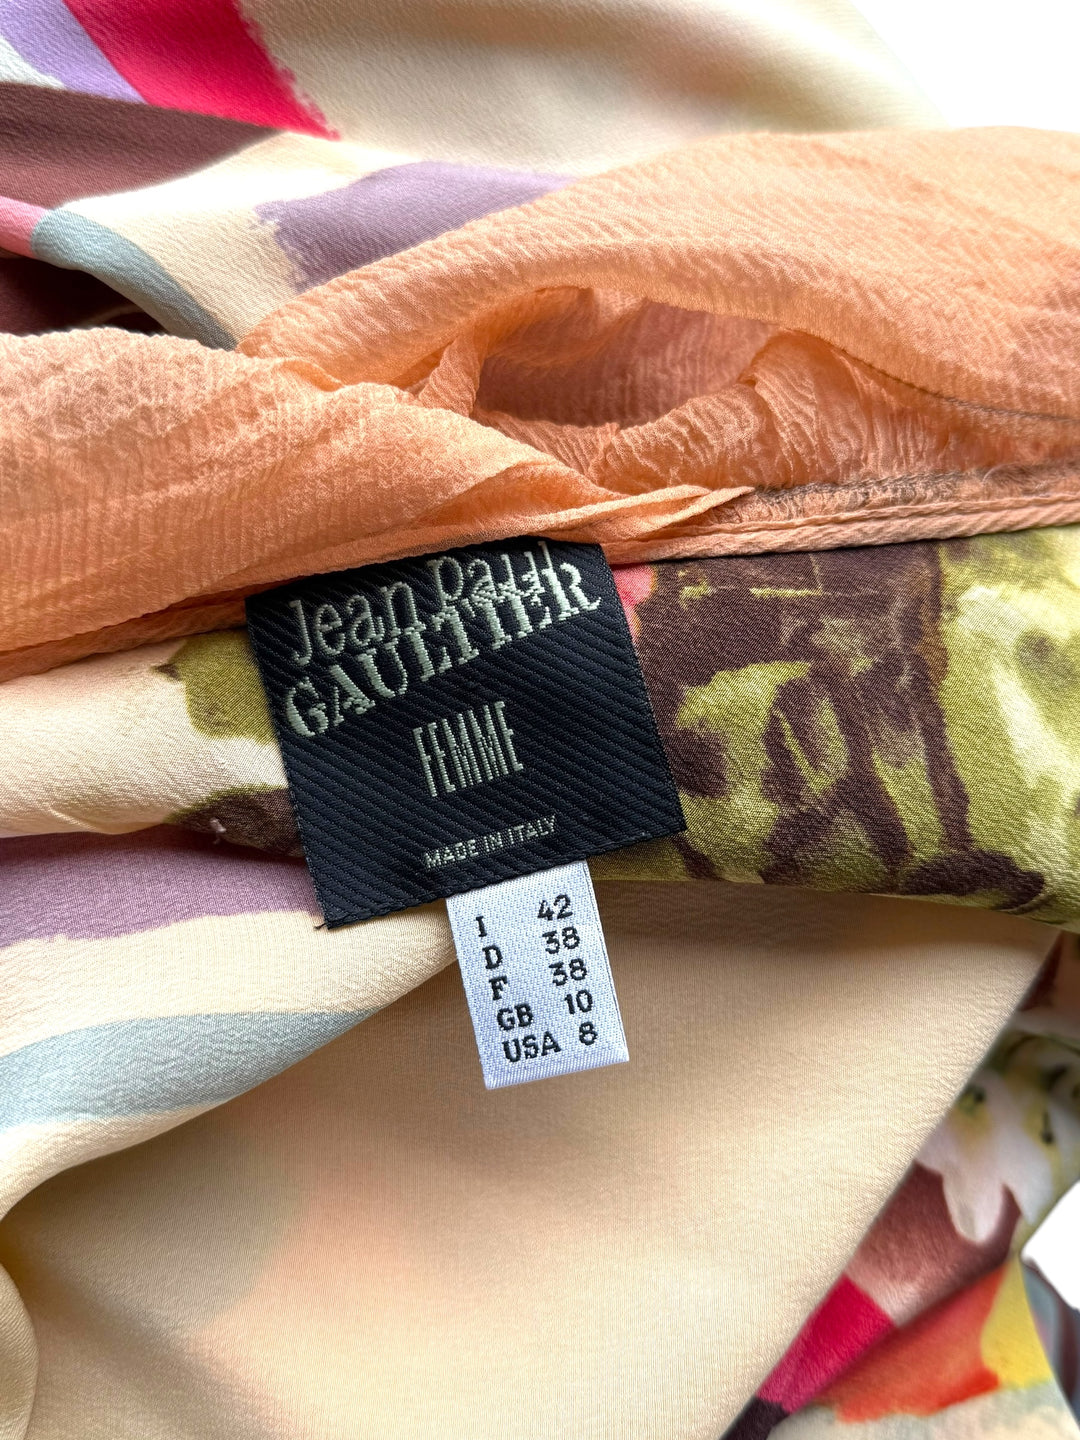 Jean Paul
GAULTIER
FEMME
MADE IN ITALY
I 42
D 38
F 38
GB 10
USA 8